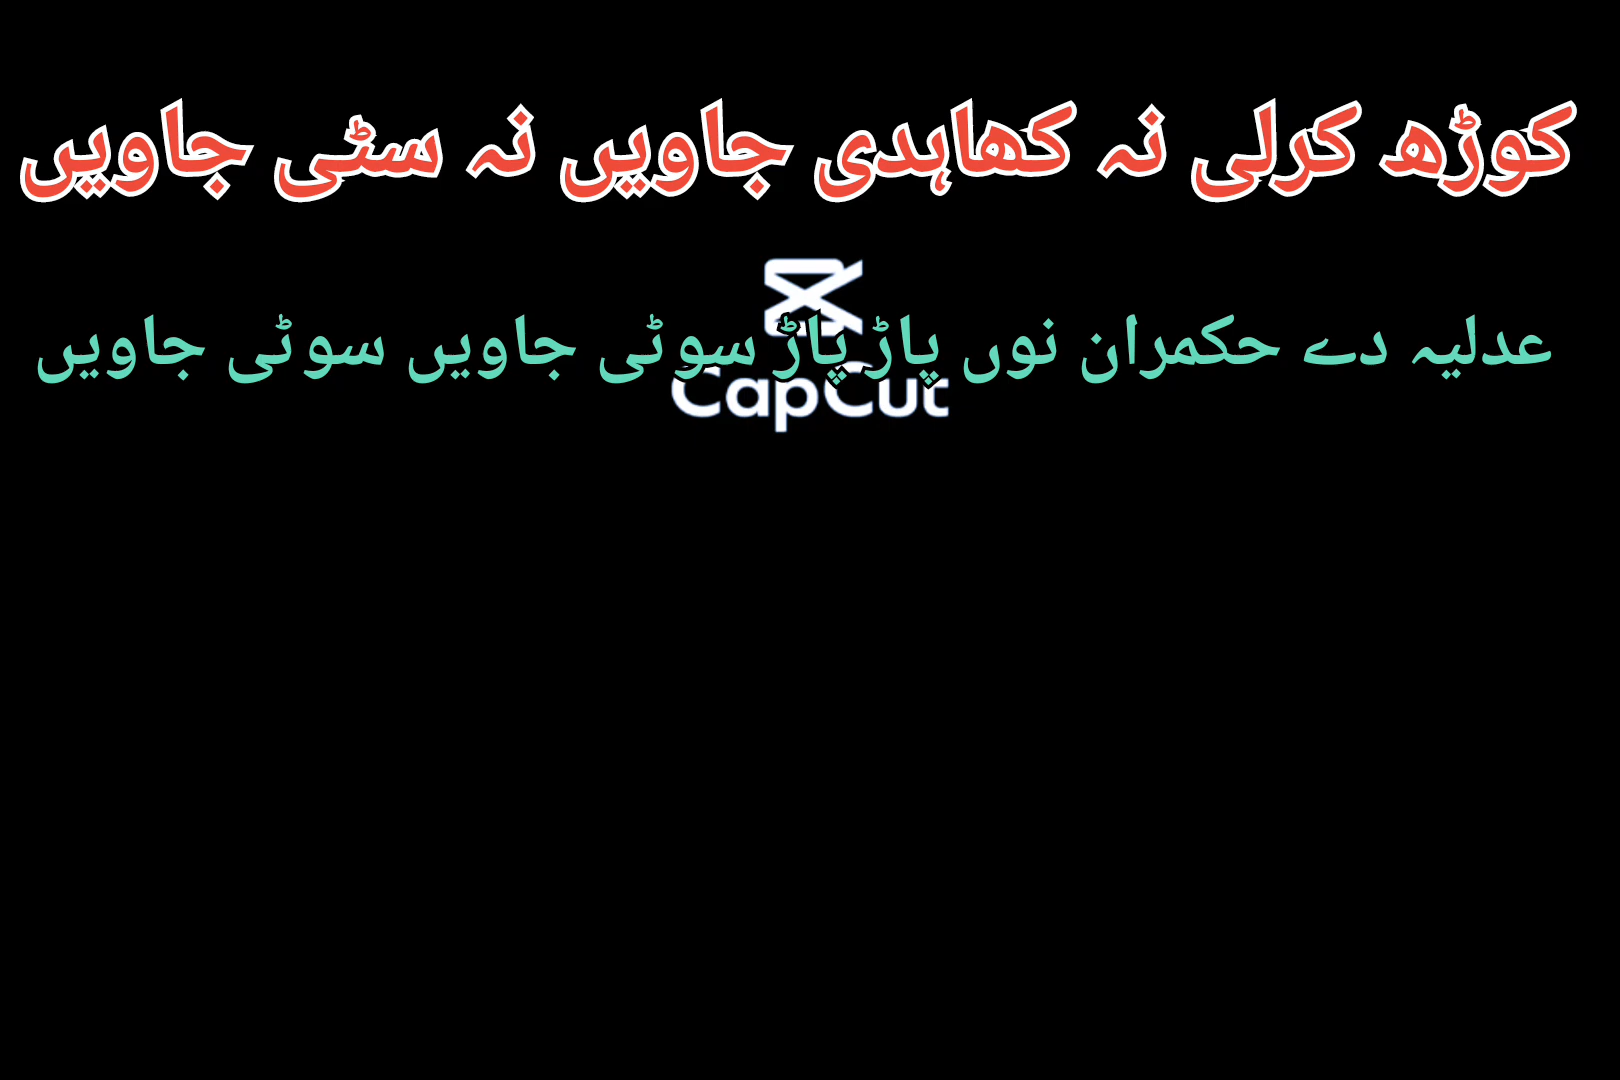 کوڑھ کرلی نہ کھاہدی جاویں نہ سٹی جاویں
عدلیہ دے حکمران نوں پاڑ پاڑ سوٹی جاویں سوٹی جاویں
CapCut